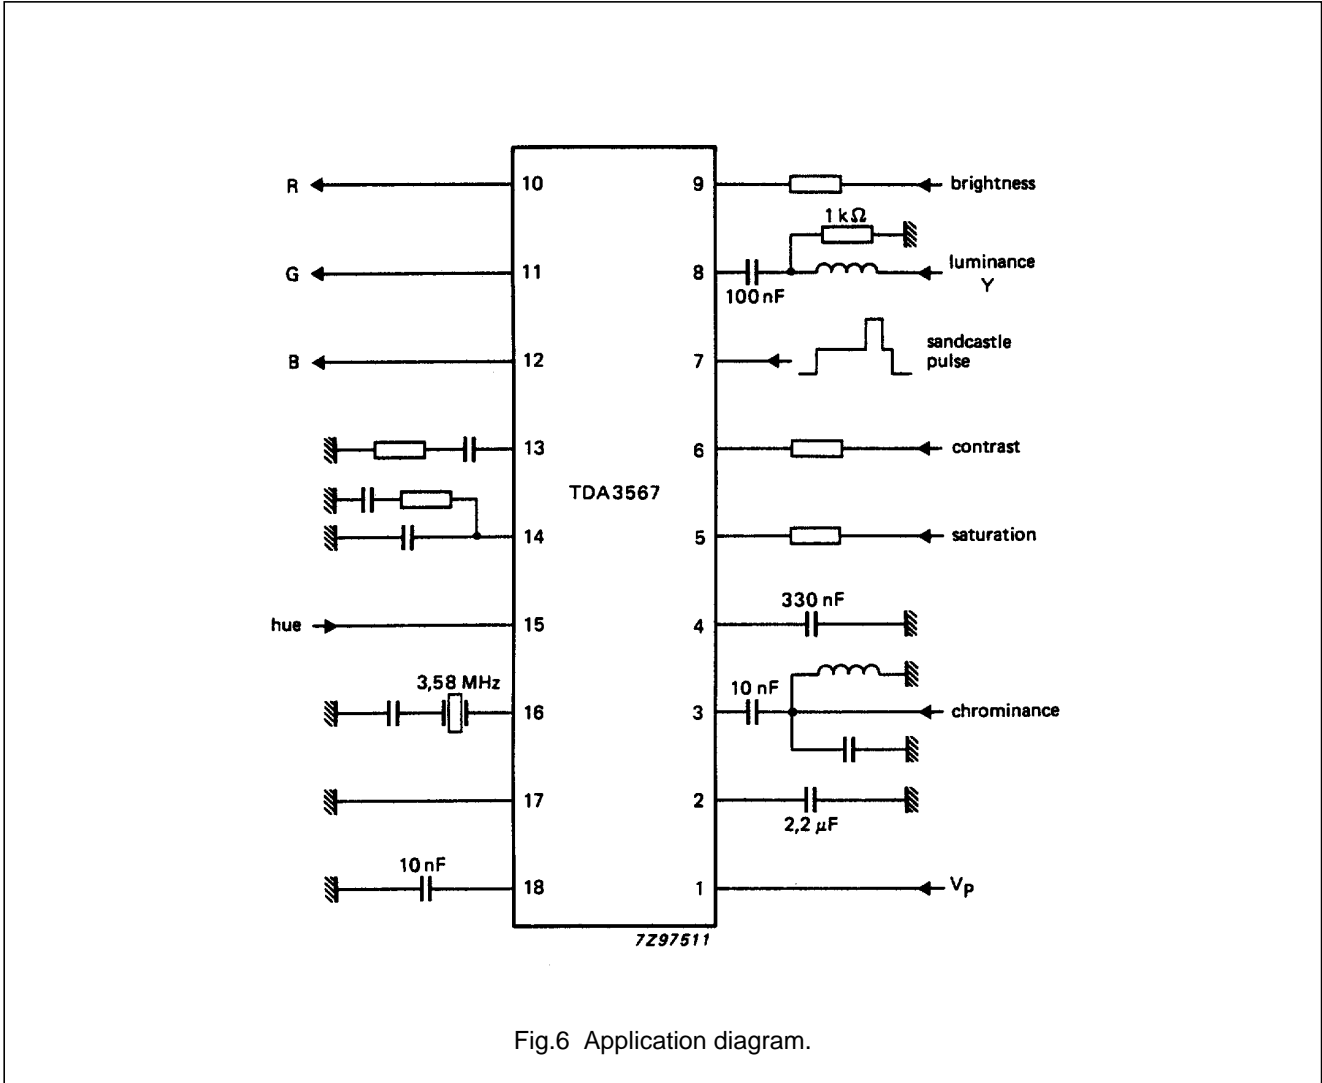 R
10
9
brightness
1 kΩ
G
11
8
100 nF
luminance
Y
B
12
7
sandcastle
pulse
13
6
contrast
TDA3567
14
5
saturation
330 nF
hue
15
4
3,58 MHz
10 nF
16
3
chrominance
17
2
2,2 µF
10 nF
18
1
VP
7Z97511
Fig.6 Application diagram.